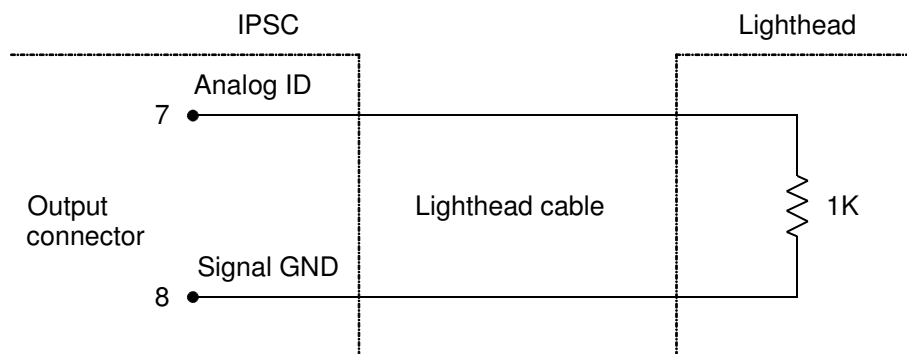 IPSC
Lighthead
Analog ID
7
Output
connector
Lighthead cable
1K
Signal GND
8